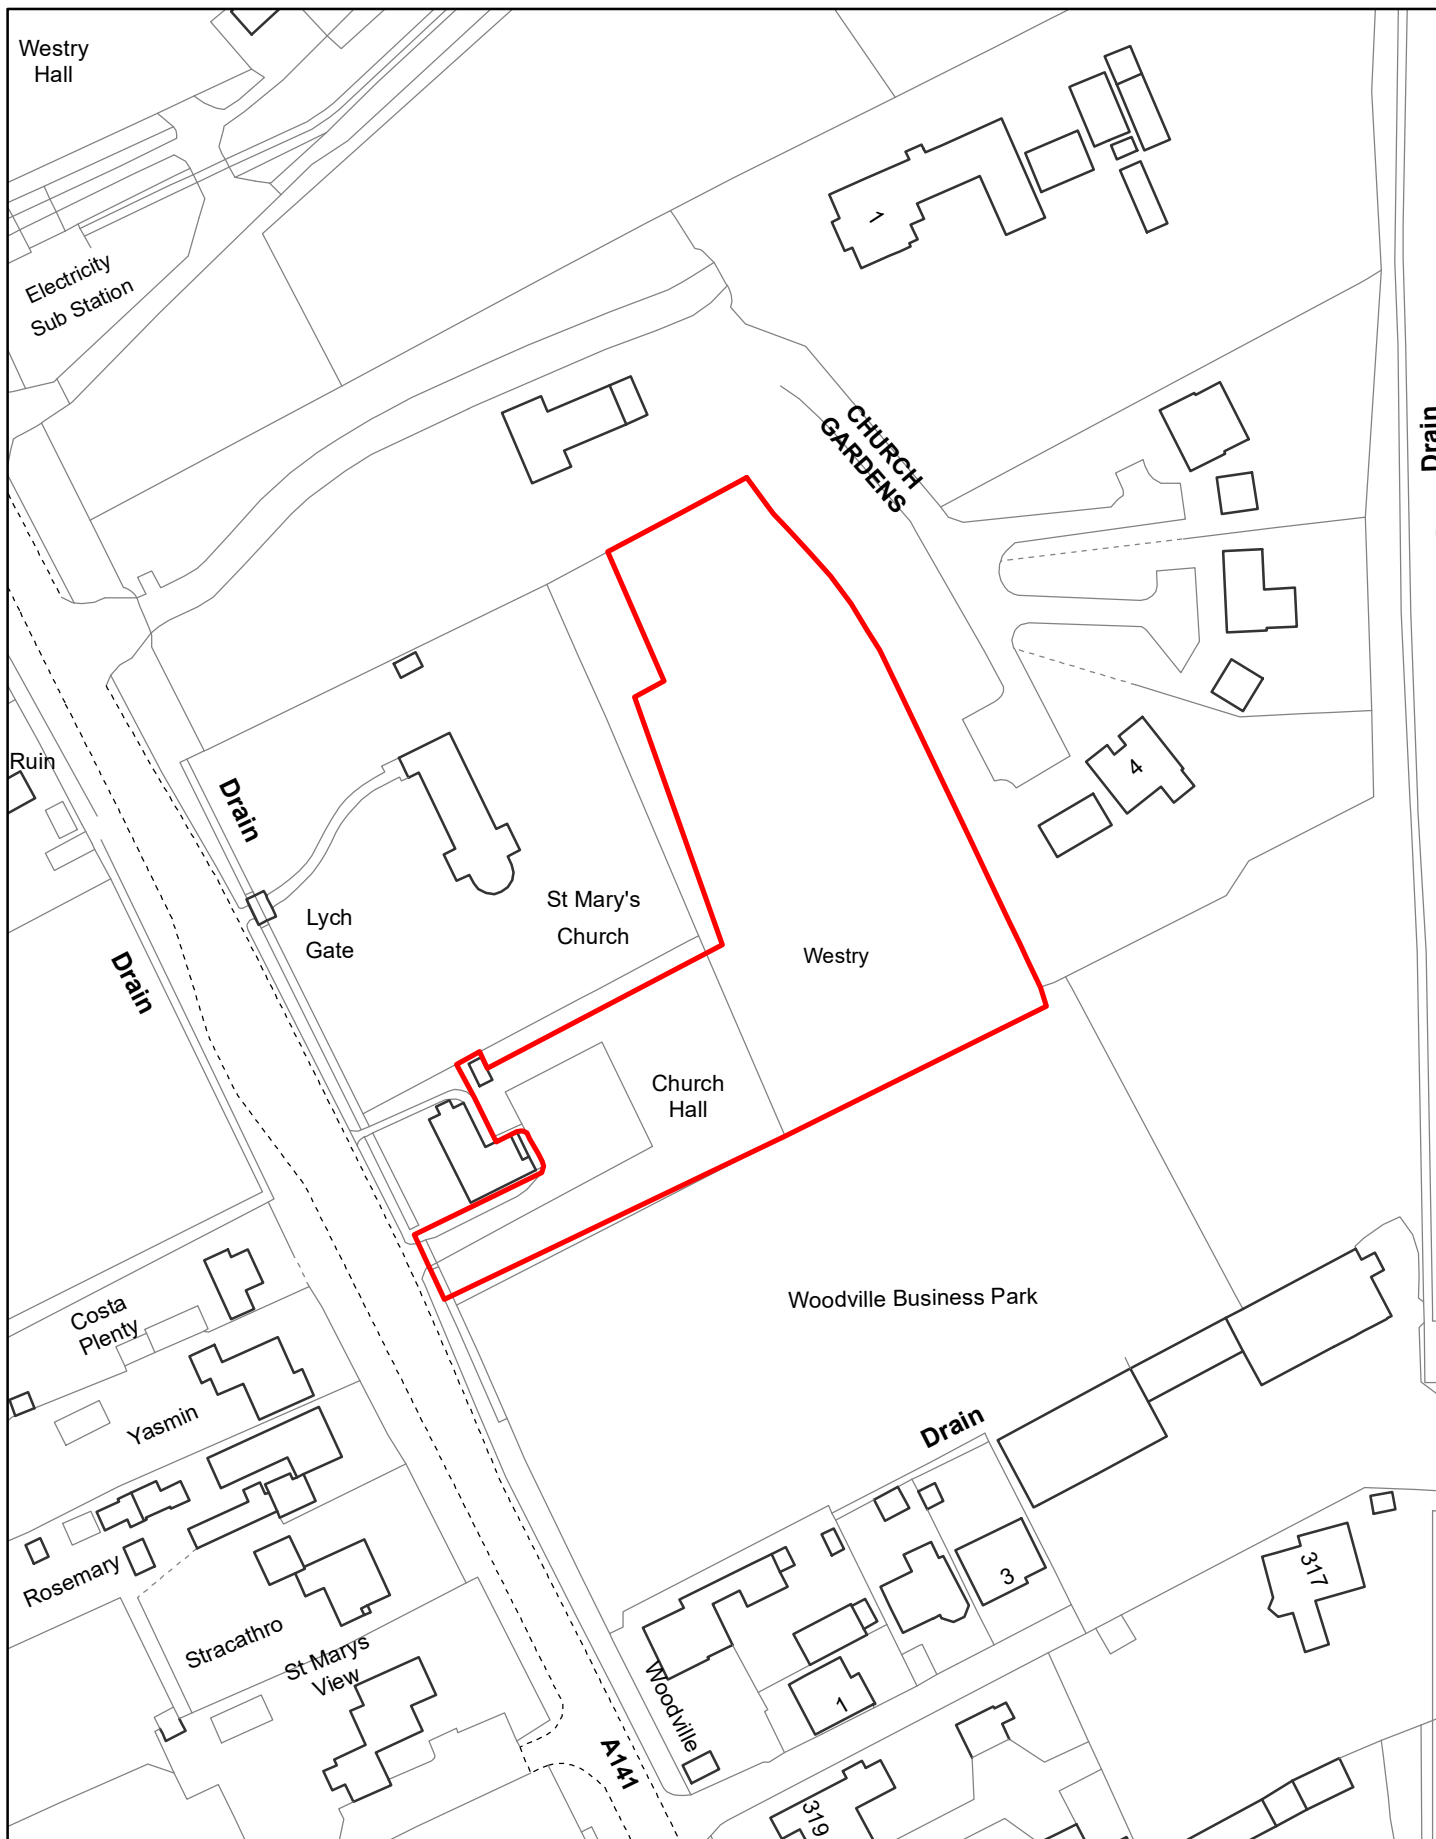 Westry
Hall
1
Electricity
Sub Station
CHURCH
GARDENS
Drain
Ruin
Drain
4
Lych
Gate
St Mary's
Church
Westry
Drain
Church
Hall
Costa
Plenty
Woodville Business Park
Yasmin
Drain
Rosemary
3
317
Stracathro
St Marys
View
Woodville
1
A141
319